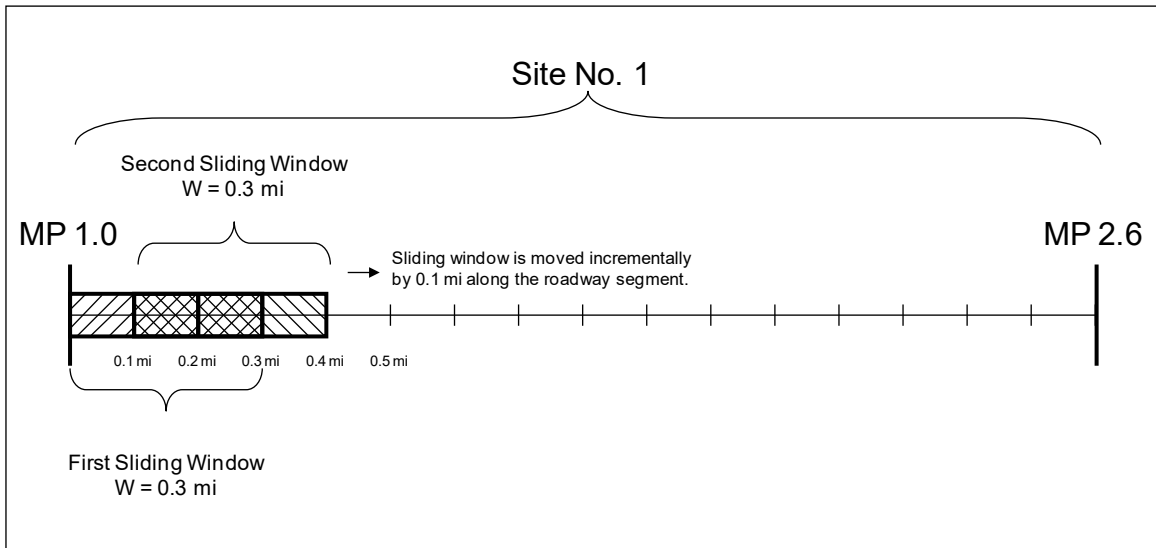 Site No. 1
Second Sliding Window
W = 0.3 mi
MP 1.0
MP 2.6
Sliding window is moved incrementally
by 0.1 mi along the roadway segment.
0.1 mi 0.2 mi 0.3 mi 0.4 mi 0.5 mi
First Sliding Window
W = 0.3 mi